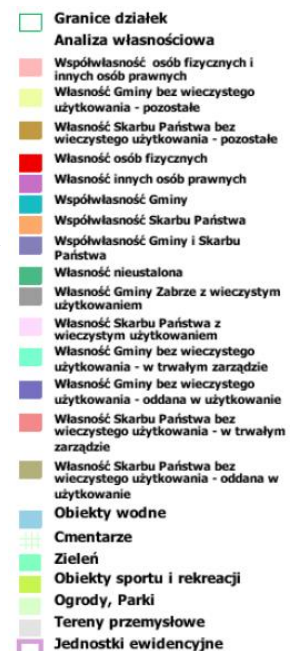 Granice działek
Analiza własnościowa
Współwłasność osób fizycznych i
innych osób prawnych
Własność Gminy bez wieczystego
użytkowania - pozostałe
Własność Skarbu Państwa bez
wieczystego użytkowania - pozostałe
Własność osób fizycznych
Własność innych osób prawnych
Współwłasność Gminy
Współwłasność Skarbu Państwa
Współwłasność Gminy i Skarbu
Państwa
Własność nieustalona
Własność Gminy Zabrze z wieczystym
użytkowaniem
Własność Skarbu Państwa z
wieczystym użytkowaniem
Własność Gminy bez wieczystego
użytkowania - w trwałym zarządzie
Własność Gminy bez wieczystego
użytkowania - oddana w użytkowanie
Własność Skarbu Państwa bez
wieczystego użytkowania - w trwałym
zarządzie
Własność Skarbu Państwa bez
wieczystego użytkowania - oddana w
użytkowanie
Obiekty wodne
Cmentarze
Zieleń
Obiekty sportu i rekreacji
Ogrody, Parki
Tereny przemysłowe
Jednostki ewidencyjne